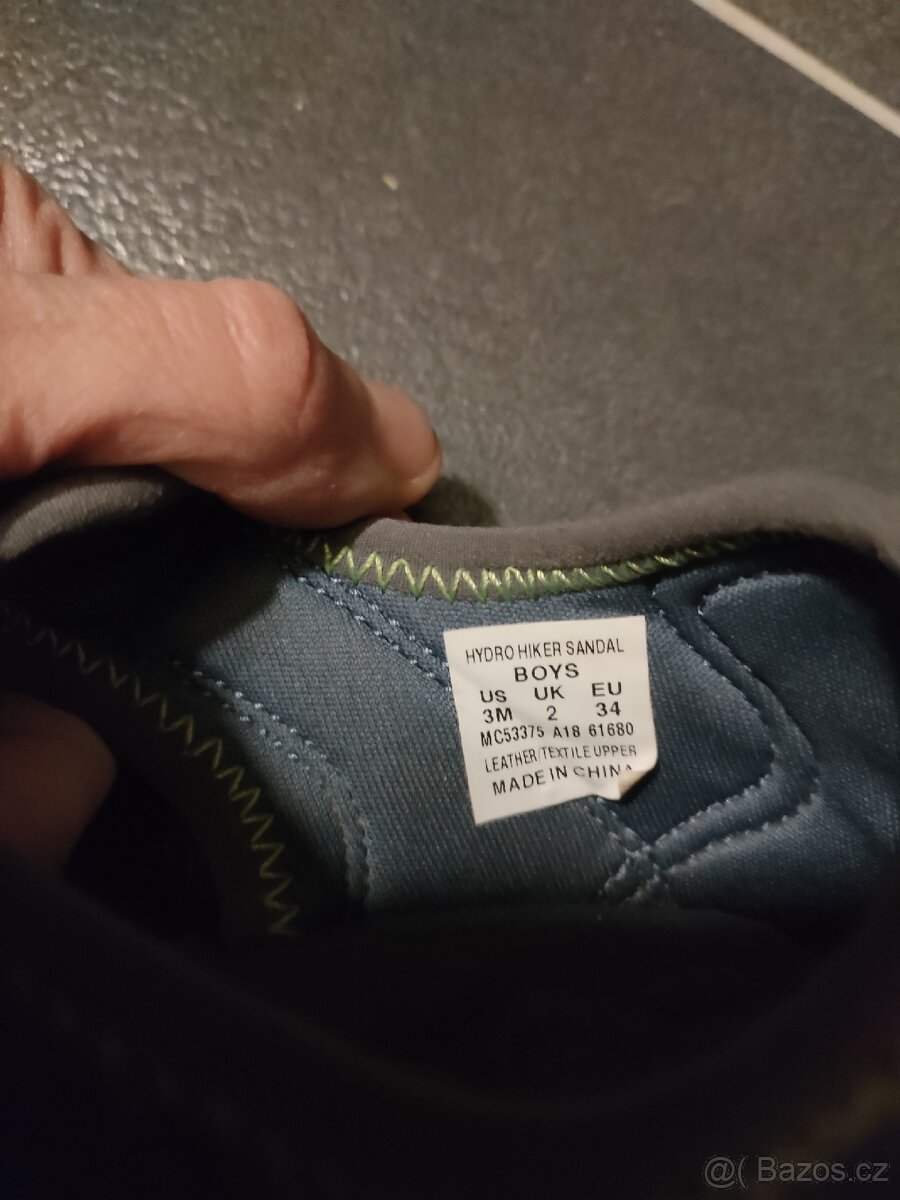 HYDRO HIKER SANDAL
BOYS
US UK EU
3M 2 34
MC53375 A18 61680
LEATHER/TEXTILE UPPER
MADE IN CHINA
@( Bazos.cz